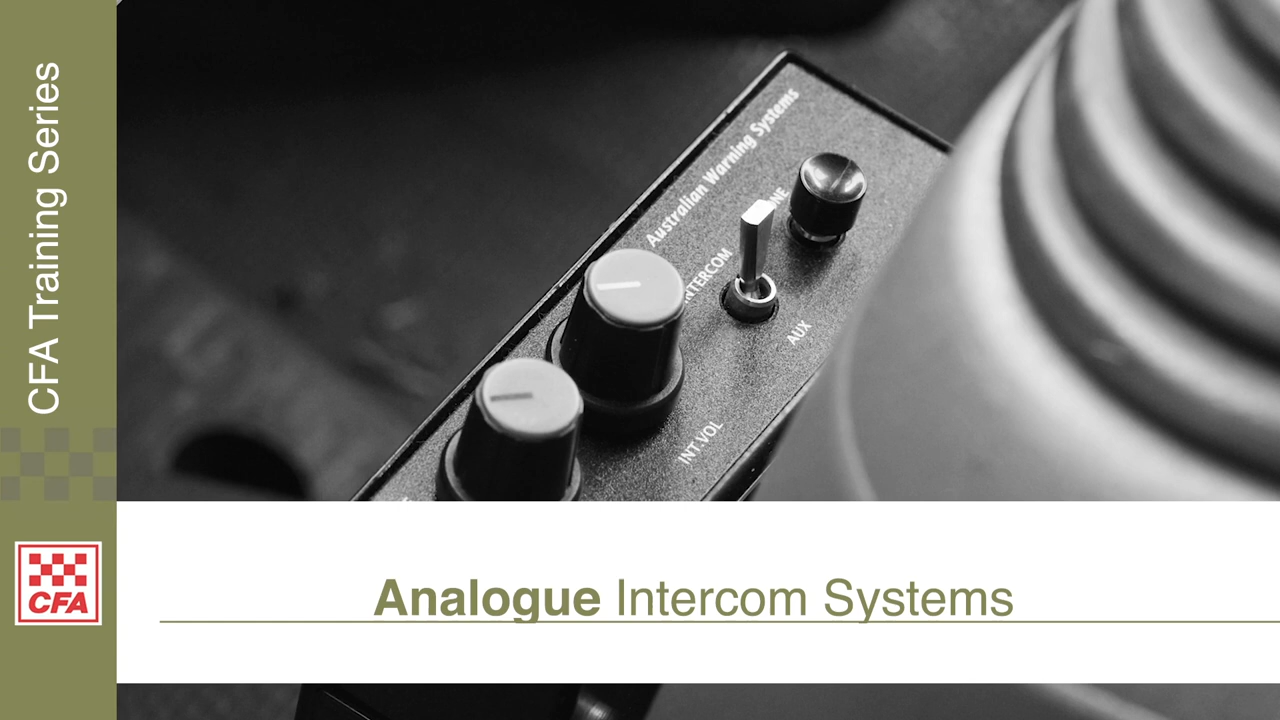 CFA Training Series
Australian Warning Systems
INTERCOM
AUX
INT VOL
CFA
Analogue Intercom Systems